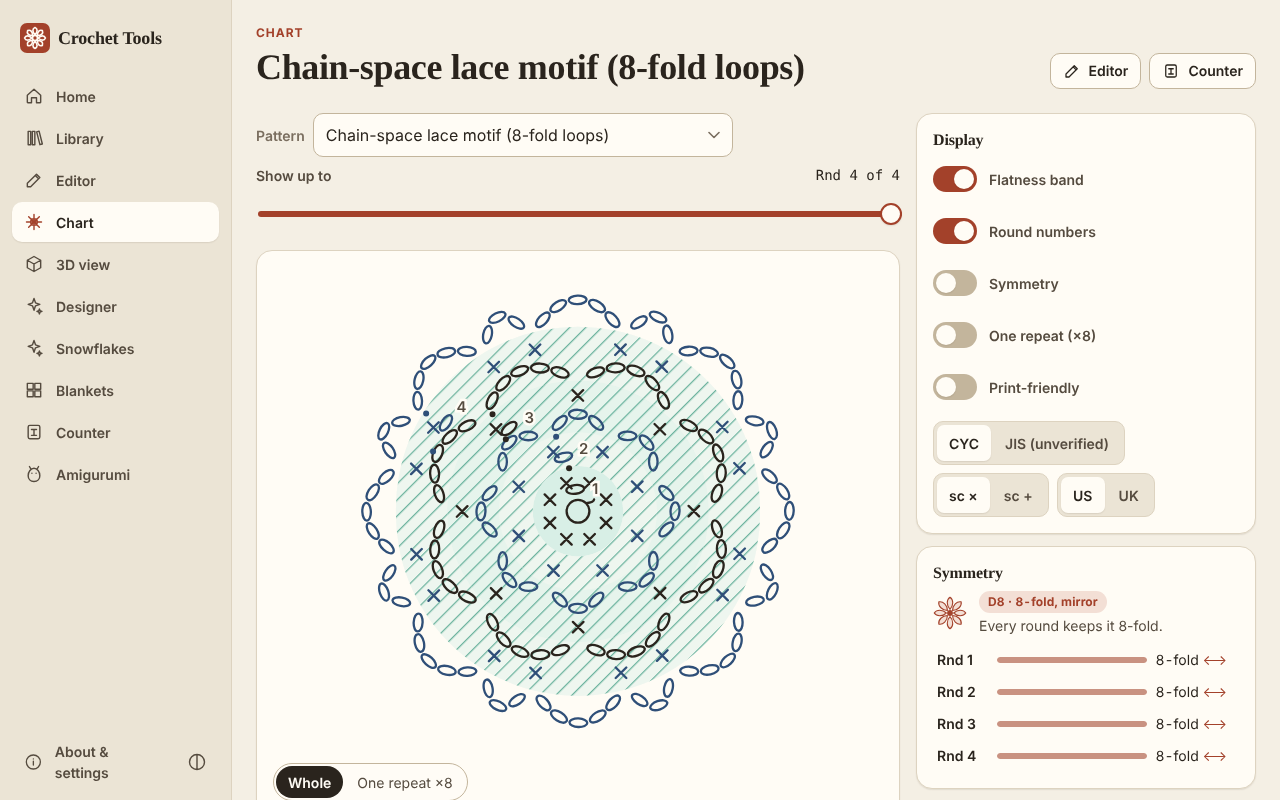 Crochet Tools
Home
Library
Editor
Chart
3D view
Designer
Snowflakes
Blankets
Counter
Amigurumi
About &
settings
CHART
Chain-space lace motif (8-fold loops)
Editor
Counter
Pattern
Chain-space lace motif (8-fold loops)
Show up to
Rnd 4 of 4
4
3
2
1
Whole
One repeat ×8
Display
Flatness band
Round numbers
Symmetry
One repeat (×8)
Print-friendly
CYC
JIS (unverified)
sc ×
sc +
US
UK
Symmetry
D8 · 8-fold, mirror
Every round keeps it 8-fold.
Rnd 1 8-fold ↔
Rnd 2 8-fold ↔
Rnd 3 8-fold ↔
Rnd 4 8-fold ↔